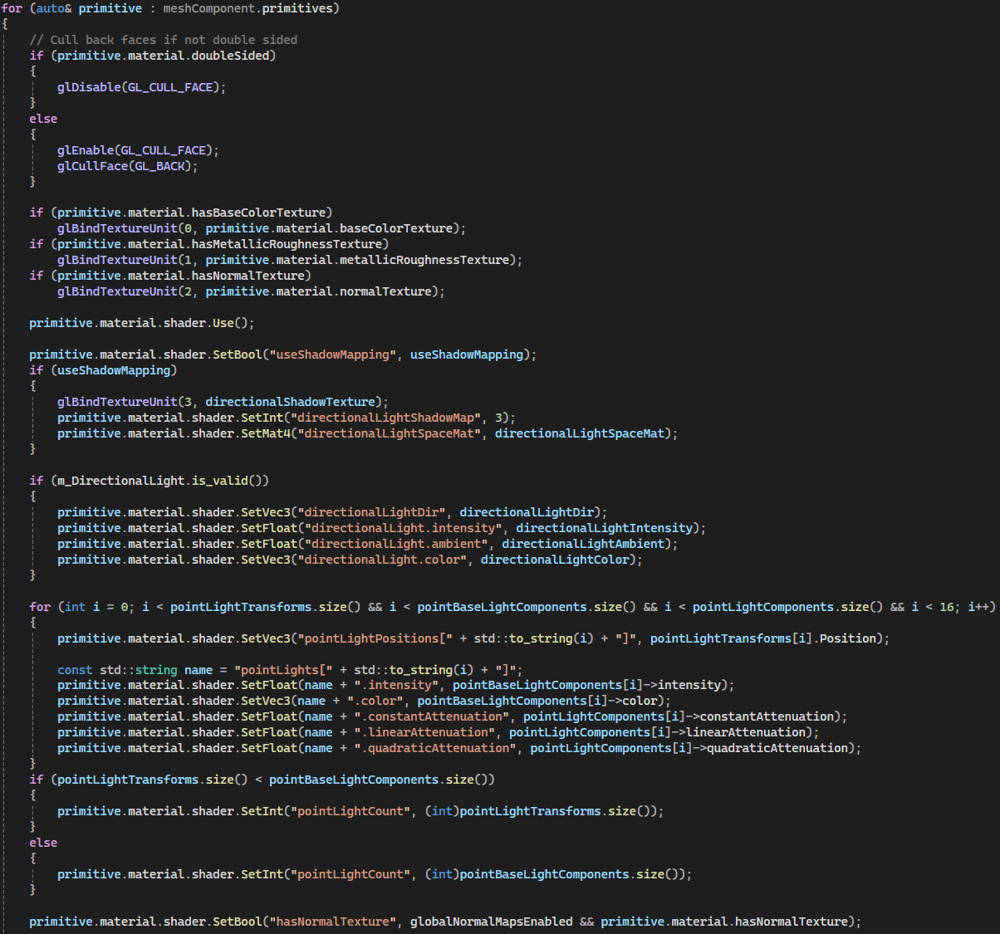 for (auto& primitive : meshComponent.primitives)
{
    // Cull back faces if not double sided
    if (primitive.material.doubleSided)
    {
        glDisable(GL_CULL_FACE);
    }
    else
    {
        glEnable(GL_CULL_FACE);
        glCullFace(GL_BACK);
    }

    if (primitive.material.hasBaseColorTexture)
        glBindTextureUnit(0, primitive.material.baseColorTexture);
    if (primitive.material.hasMetallicRoughnessTexture)
        glBindTextureUnit(1, primitive.material.metallicRoughnessTexture);
    if (primitive.material.hasNormalTexture)
        glBindTextureUnit(2, primitive.material.normalTexture);

    primitive.material.shader.Use();

    primitive.material.shader.SetBool("useShadowMapping", useShadowMapping);
    if (useShadowMapping)
    {
        glBindTextureUnit(3, directionalShadowTexture);
        primitive.material.shader.SetInt("directionalLightShadowMap", 3);
        primitive.material.shader.SetMat4("directionalLightSpaceMat", directionalLightSpaceMat);
    }

    if (m_DirectionalLight.is_valid())
    {
        primitive.material.shader.SetVec3("directionalLightDir", directionalLightDir);
        primitive.material.shader.SetFloat("directionalLight.intensity", directionalLightIntensity);
        primitive.material.shader.SetFloat("directionalLight.ambient", directionalLightAmbient);
        primitive.material.shader.SetVec3("directionalLight.color", directionalLightColor);
    }

    for (int i = 0; i < pointLightTransforms.size() && i < pointBaseLightComponents.size() && i < pointLightComponents.size() && i < 16; i++)
    {
        primitive.material.shader.SetVec3("pointLightPositions[" + std::to_string(i) + "]", pointLightTransforms[i].Position);

        const std::string name = "pointLights[" + std::to_string(i) + "]";
        primitive.material.shader.SetFloat(name + ".intensity", pointBaseLightComponents[i]->intensity);
        primitive.material.shader.SetVec3(name + ".color", pointBaseLightComponents[i]->color);
        primitive.material.shader.SetFloat(name + ".constantAttenuation", pointLightComponents[i]->constantAttenuation);
        primitive.material.shader.SetFloat(name + ".linearAttenuation", pointLightComponents[i]->linearAttenuation);
        primitive.material.shader.SetFloat(name + ".quadraticAttenuation", pointLightComponents[i]->quadraticAttenuation);
    }
    if (pointLightTransforms.size() < pointBaseLightComponents.size())
    {
        primitive.material.shader.SetInt("pointLightCount", (int)pointLightTransforms.size());
    }
    else
    {
        primitive.material.shader.SetInt("pointLightCount", (int)pointBaseLightComponents.size());
    }

    primitive.material.shader.SetBool("hasNormalTexture", globalNormalMapsEnabled && primitive.material.hasNormalTexture);